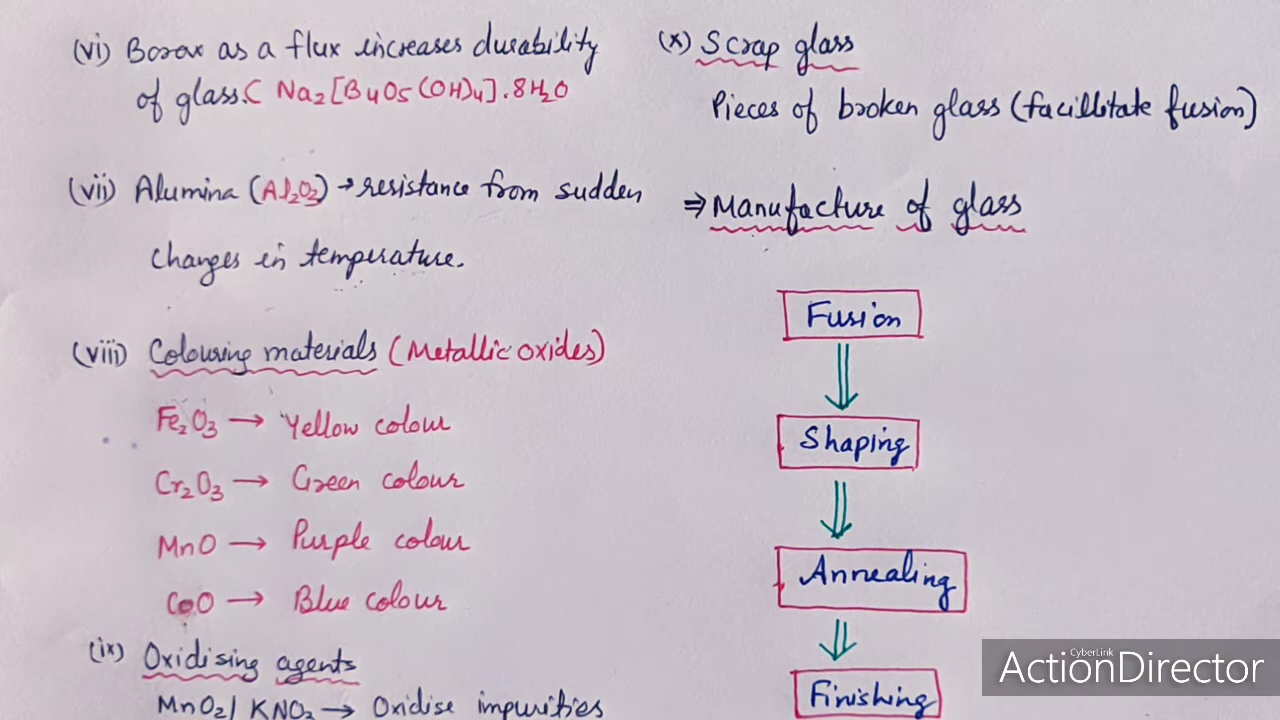 (vi) Borax as a flux increases durability
of glass. ( Na2[B4O5(OH)4].8H2O
(vii) Alumina (Al2O3) → resistance from sudden
changes in temperature.
(viii) Colouring materials (Metallic oxides)
Fe2O3 → Yellow colour
Cr2O3 → Green colour
MnO → Purple colour
CoO → Blue colour
(ix) Oxidising agents
MnO2/ KNO3 → Oxidise impurities
(x) Scrap glass
Pieces of broken glass (facillitate fusion)
⇒ Manufacture of glass
Fusion
Shaping
Annealing
Finishing
CyberLink
ActionDirector